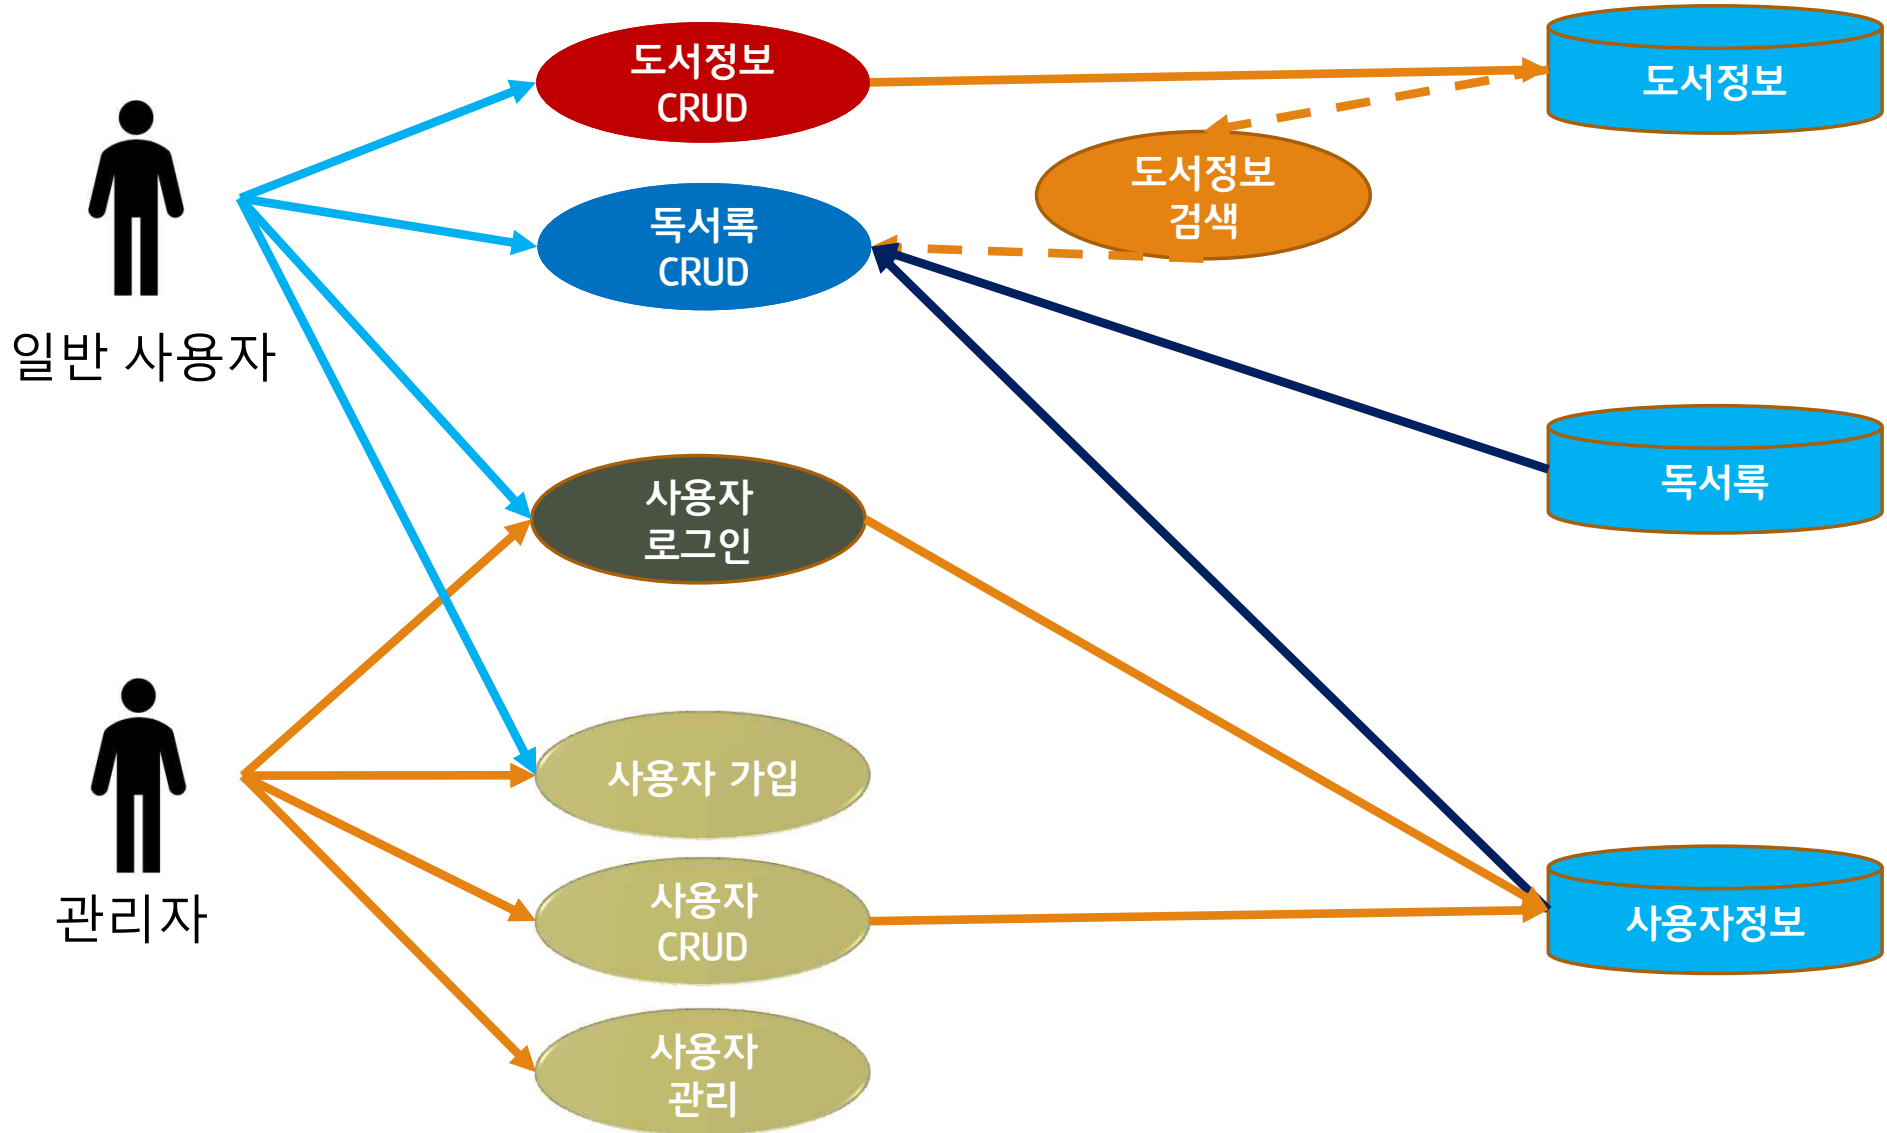 도서정보
CRUD
도서정보
도서정보
검색
독서록
CRUD
일반 사용자
독서록
사용자
로그인
사용자 가입
관리자
사용자
CRUD
사용자정보
사용자
관리